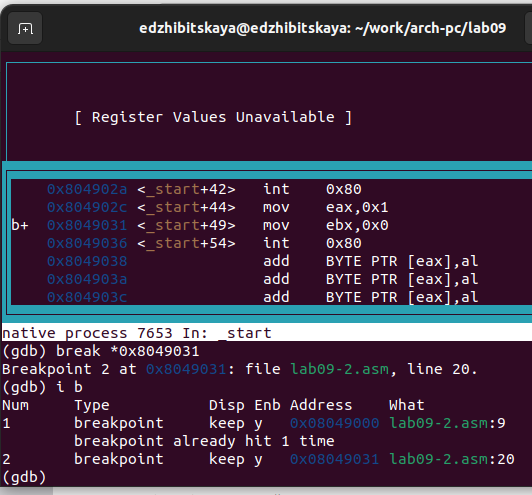 edzhibitskaya@edzhibitskaya: ~/work/arch-pc/lab09
[ Register Values Unavailable ]
0x804902a <_start+42> int 0x80
0x804902c <_start+44> mov eax,0x1
b+ 0x8049031 <_start+49> mov ebx,0x0
0x8049036 <_start+54> int 0x80
0x8049038 add BYTE PTR [eax],al
0x804903a add BYTE PTR [eax],al
0x804903c add BYTE PTR [eax],al
native process 7653 In: _start
(gdb) break *0x8049031
Breakpoint 2 at 0x8049031: file lab09-2.asm, line 20.
(gdb) i b
Num Type Disp Enb Address What
1 breakpoint keep y 0x08049000 lab09-2.asm:9
breakpoint already hit 1 time
2 breakpoint keep y 0x08049031 lab09-2.asm:20
(gdb)